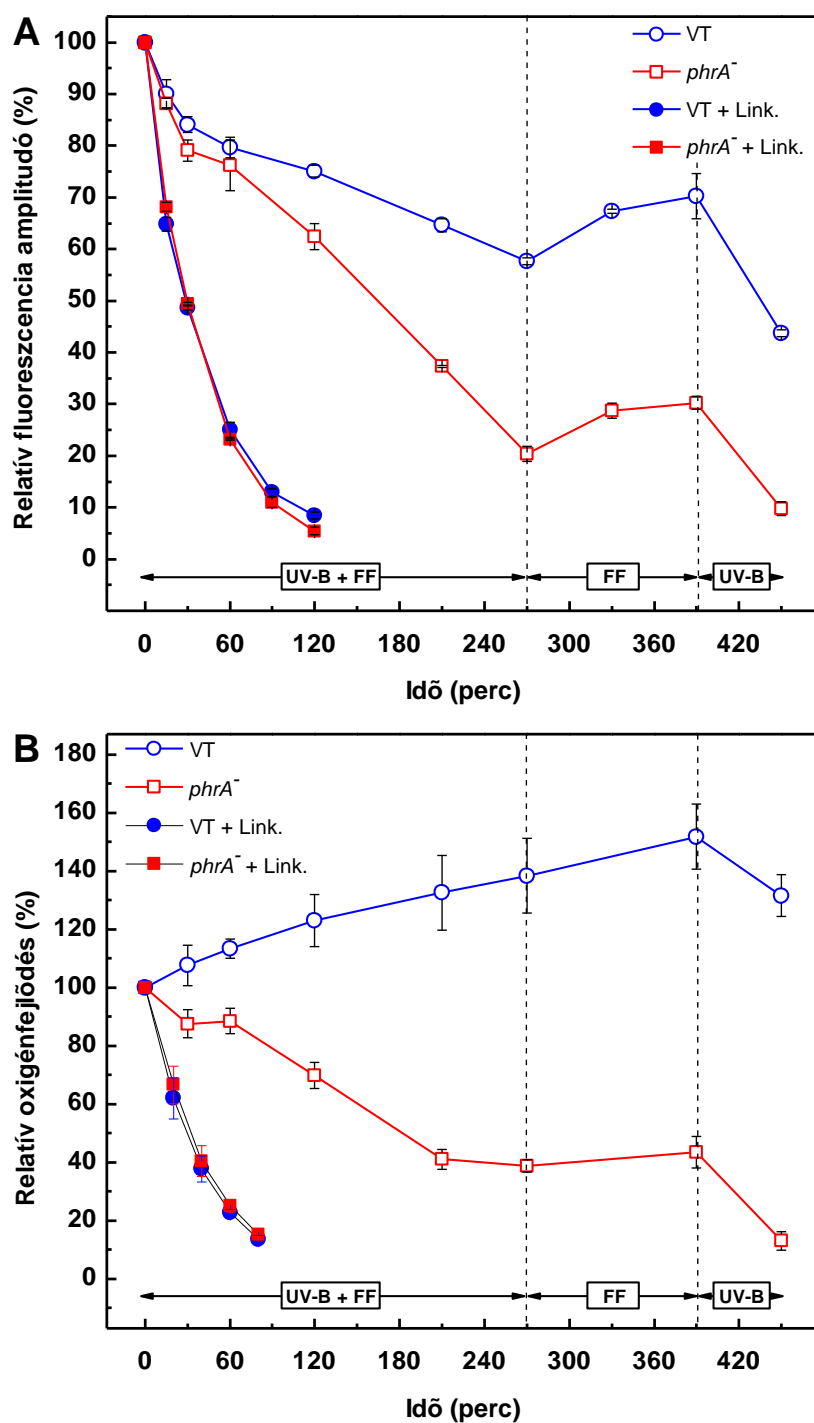 A
VT
phrA⁻
VT + Link.
phrA⁻ + Link.
Relatív fluoreszcencia amplitudó (%)
100
90
80
70
60
50
40
30
20
10
0
UV-B + FF
FF
UV-B
0 60 120 180 240 300 360 420
Idõ (perc)
B
VT
phrA⁻
VT + Link.
phrA⁻ + Link.
Relatív oxigénfejlõdés (%)
180
160
140
120
100
80
60
40
20
0
UV-B + FF
FF
UV-B
0 60 120 180 240 300 360 420
Idõ (perc)